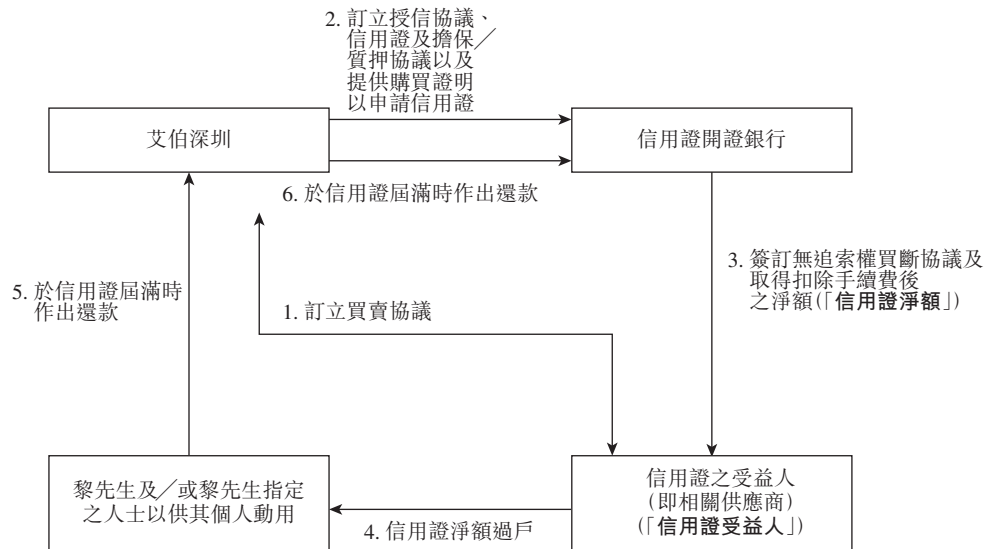 2. 訂立授信協議、
信用證及擔保╱
質押協議以及
提供購買證明
以申請信用證
艾伯深圳
信用證開證銀行
6. 於信用證屆滿時作出還款
3. 簽訂無追索權買斷協議及
取得扣除手續費後
之淨額(「信用證淨額」)
5. 於信用證屆滿時
作出還款
1. 訂立買賣協議
黎先生及╱或黎先生指定
之人士以供其個人動用
信用證之受益人
(即相關供應商)
(「信用證受益人」)
4. 信用證淨額過戶